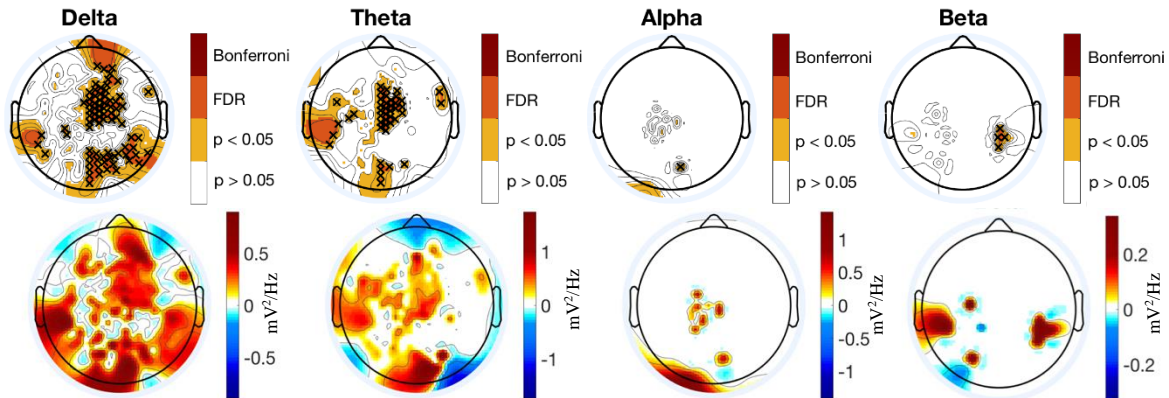 Delta
Theta
Alpha
Beta
Bonferroni
FDR
p < 0.05
p > 0.05
Bonferroni
FDR
p < 0.05
p > 0.05
Bonferroni
FDR
p < 0.05
p > 0.05
Bonferroni
FDR
p < 0.05
p > 0.05
0.5
0
-0.5
mV²/Hz
1
0
-1
mV²/Hz
1
0.5
0
-0.5
-1
mV²/Hz
0.2
0
-0.2
mV²/Hz